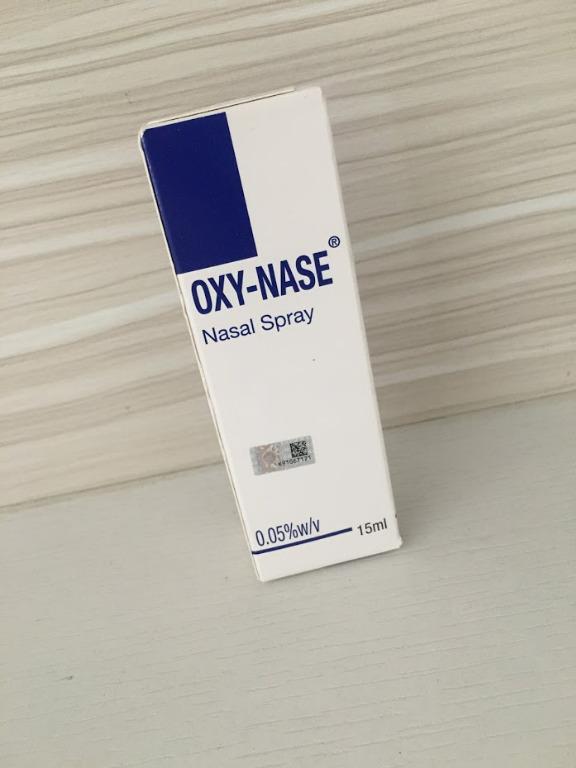 OXY-NASE®
Nasal Spray
0.05%w/v
15ml